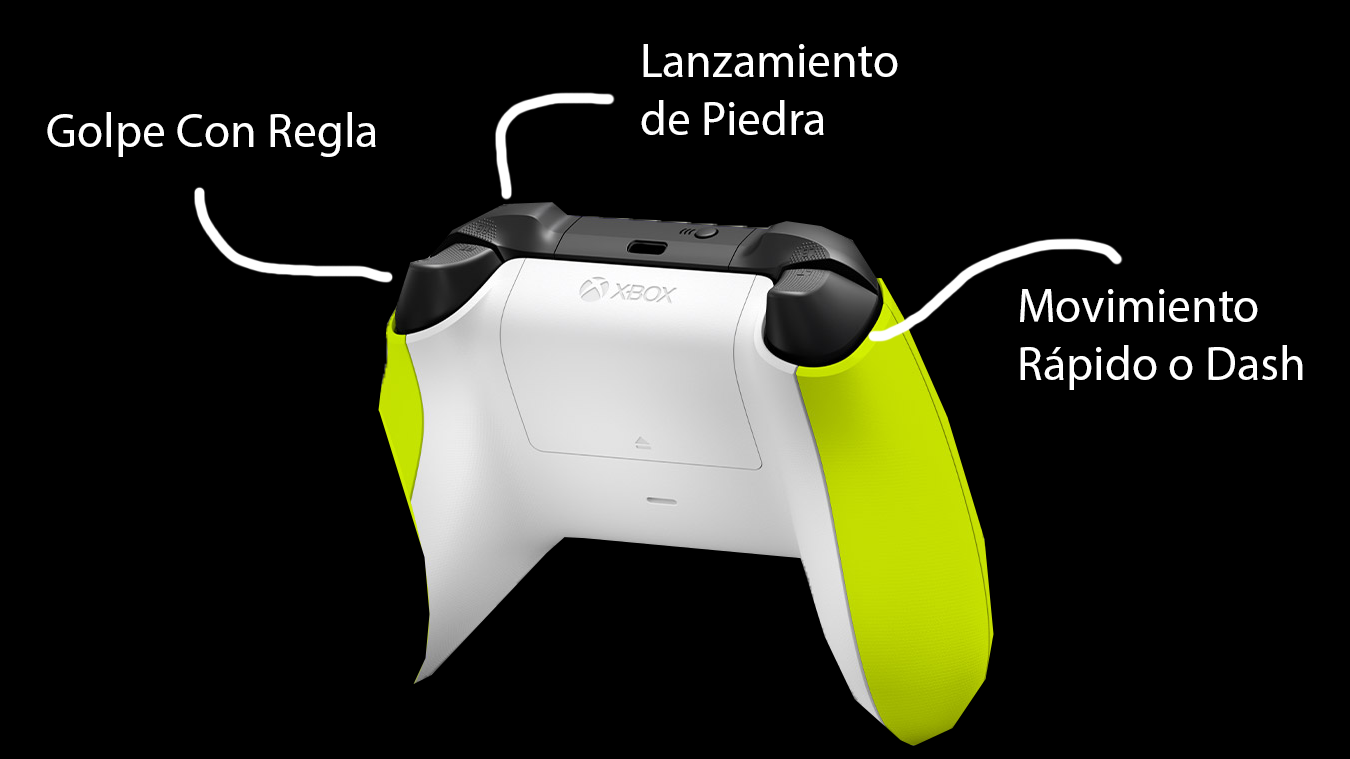 Lanzamiento
de Piedra
Golpe Con Regla
XBOX
Movimiento
Rápido o Dash